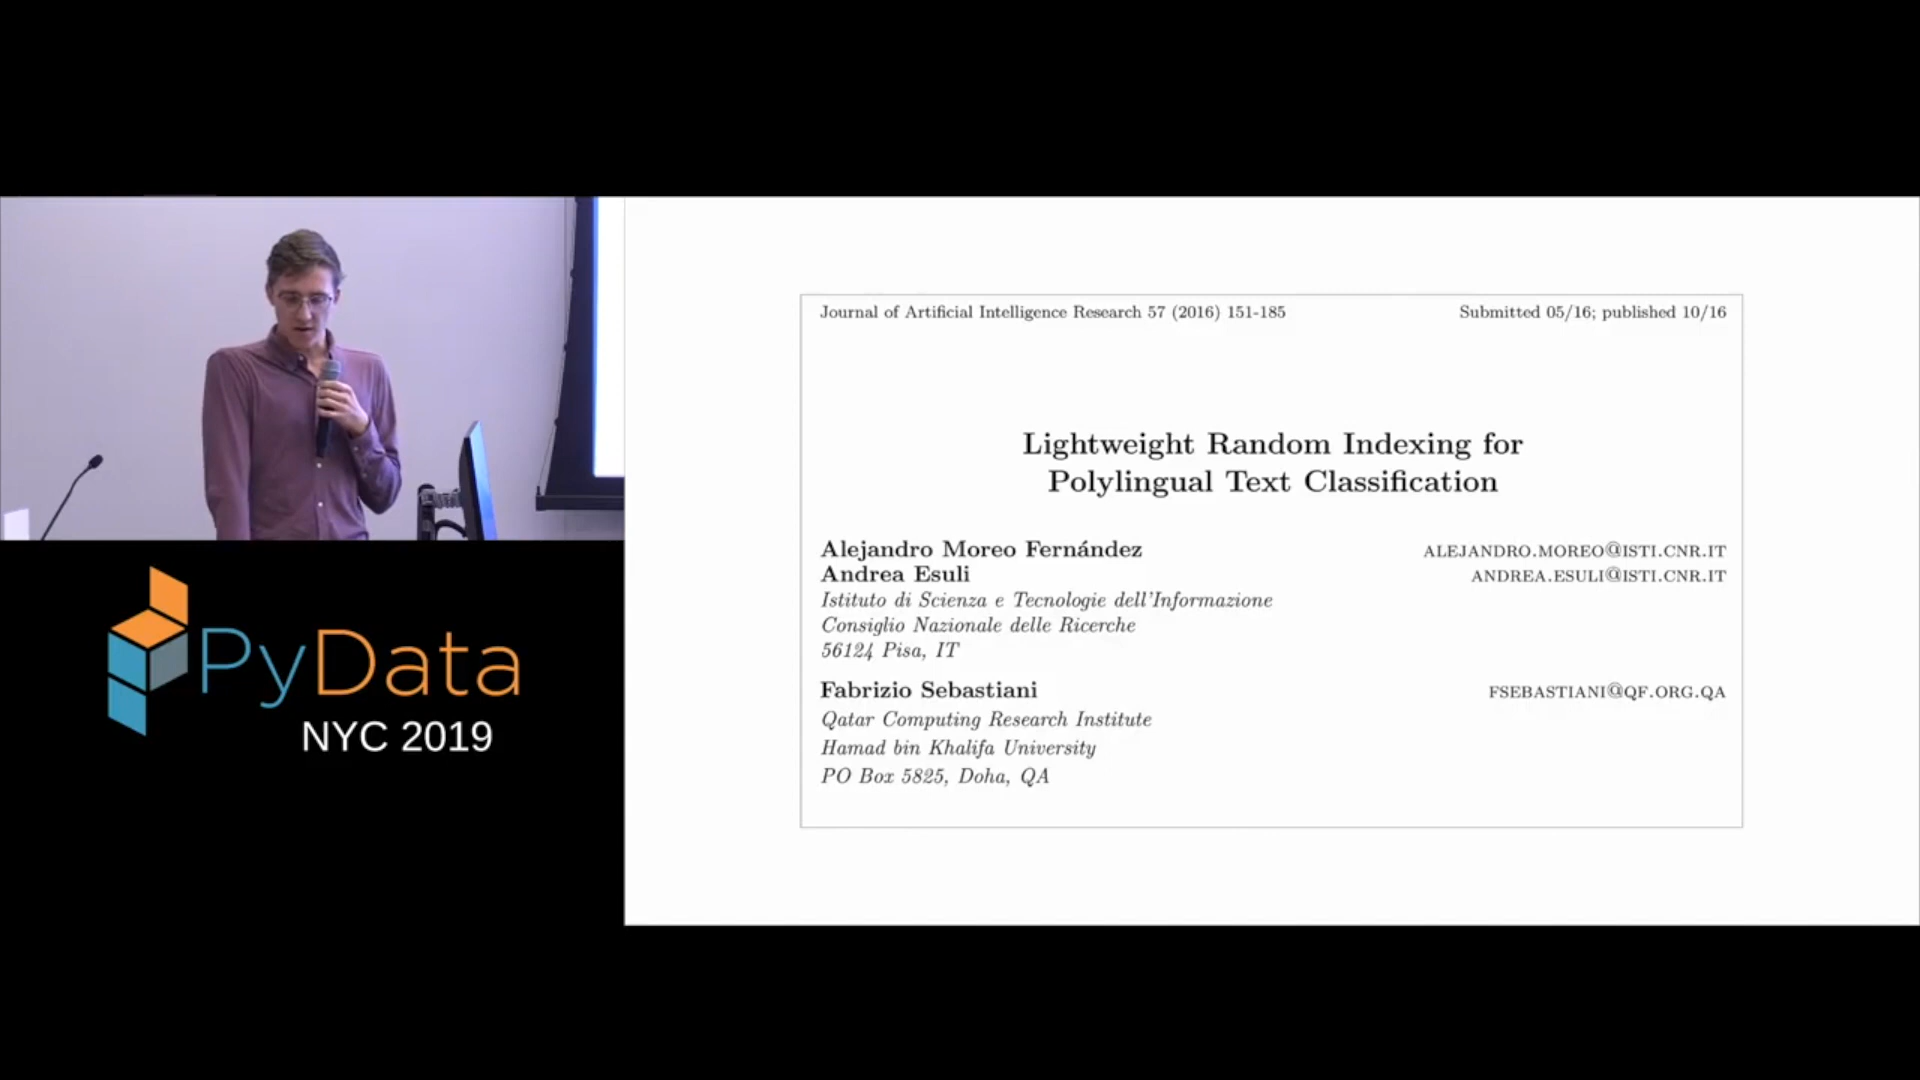 Journal of Artificial Intelligence Research 57 (2016) 151-185
Submitted 05/16; published 10/16
Lightweight Random Indexing for
Polylingual Text Classification
Alejandro Moreo Fernández
ALEJANDRO.MOREO@ISTI.CNR.IT
Andrea Esuli
ANDREA.ESULI@ISTI.CNR.IT
Istituto di Scienza e Tecnologie dell'Informazione
Consiglio Nazionale delle Ricerche
56124 Pisa, IT
Fabrizio Sebastiani
FSEBASTIANI@QF.ORG.QA
Qatar Computing Research Institute
Hamad bin Khalifa University
PO Box 5825, Doha, QA
PyData
NYC 2019